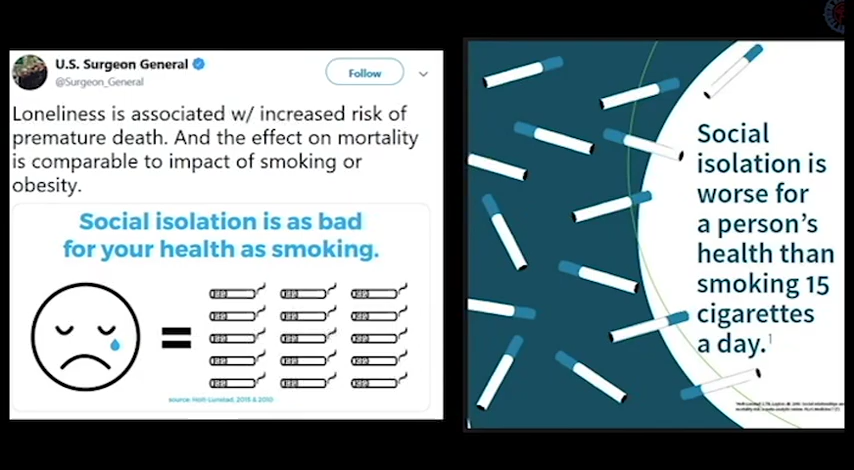 U.S. Surgeon General
@Surgeon_General
Follow
Loneliness is associated w/ increased risk of
premature death. And the effect on mortality
is comparable to impact of smoking or
obesity.
Social isolation is as bad
for your health as smoking.
=
source: Holt-Lunstad, 2015 & 2010
Social
isolation is
worse for
a person's
health than
smoking 15
cigarettes
a day.1